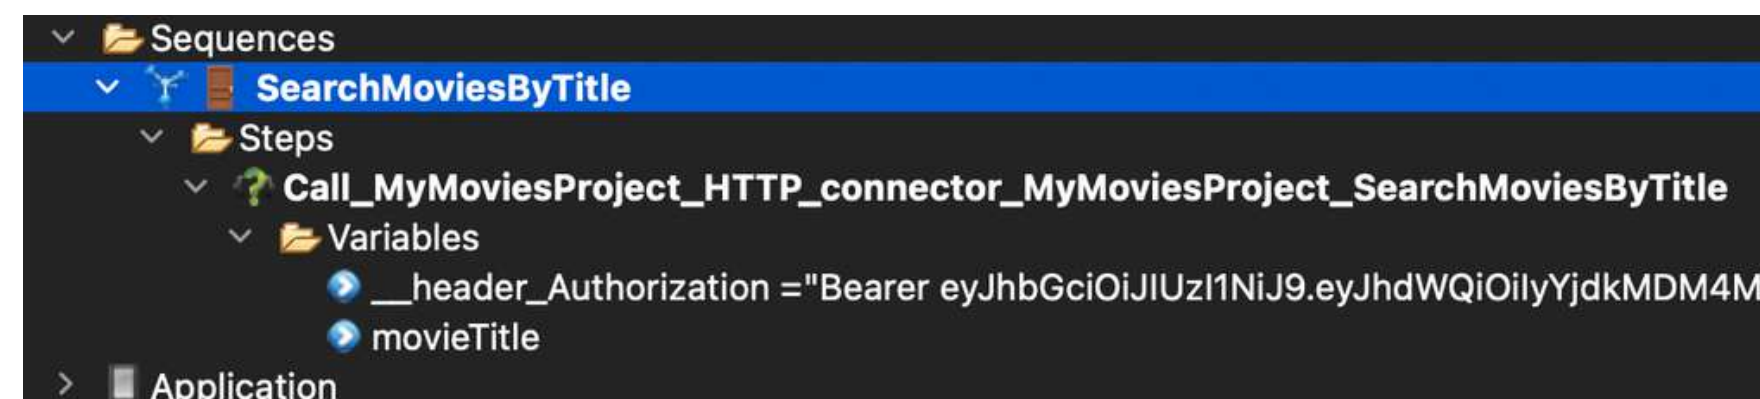 Sequences
SearchMoviesByTitle
Steps
Call_MyMoviesProject_HTTP_connector_MyMoviesProject_SearchMoviesByTitle
Variables
__header_Authorization ="Bearer eyJhbGciOiJIUzI1NiJ9.eyJhdWQiOiIyYjdkMDM4M
movieTitle
Application